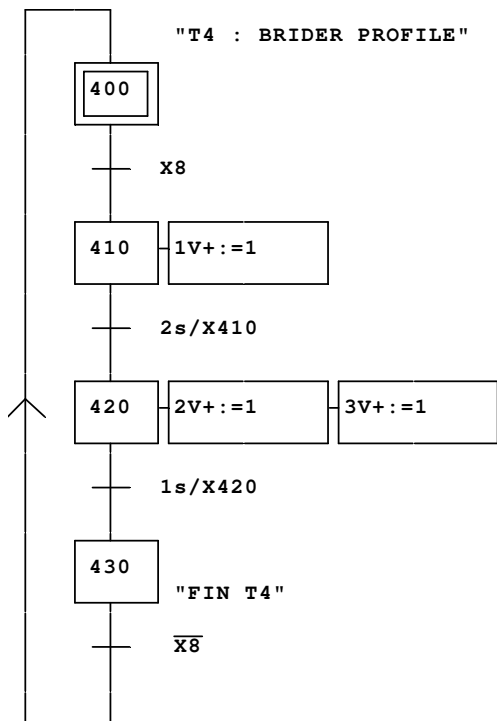 "T4 : BRIDER PROFILE"
400
X8
410 1V+:=1
2s/X410
420 2V+:=1 3V+:=1
1s/X420
430
"FIN T4"
X̅8̅